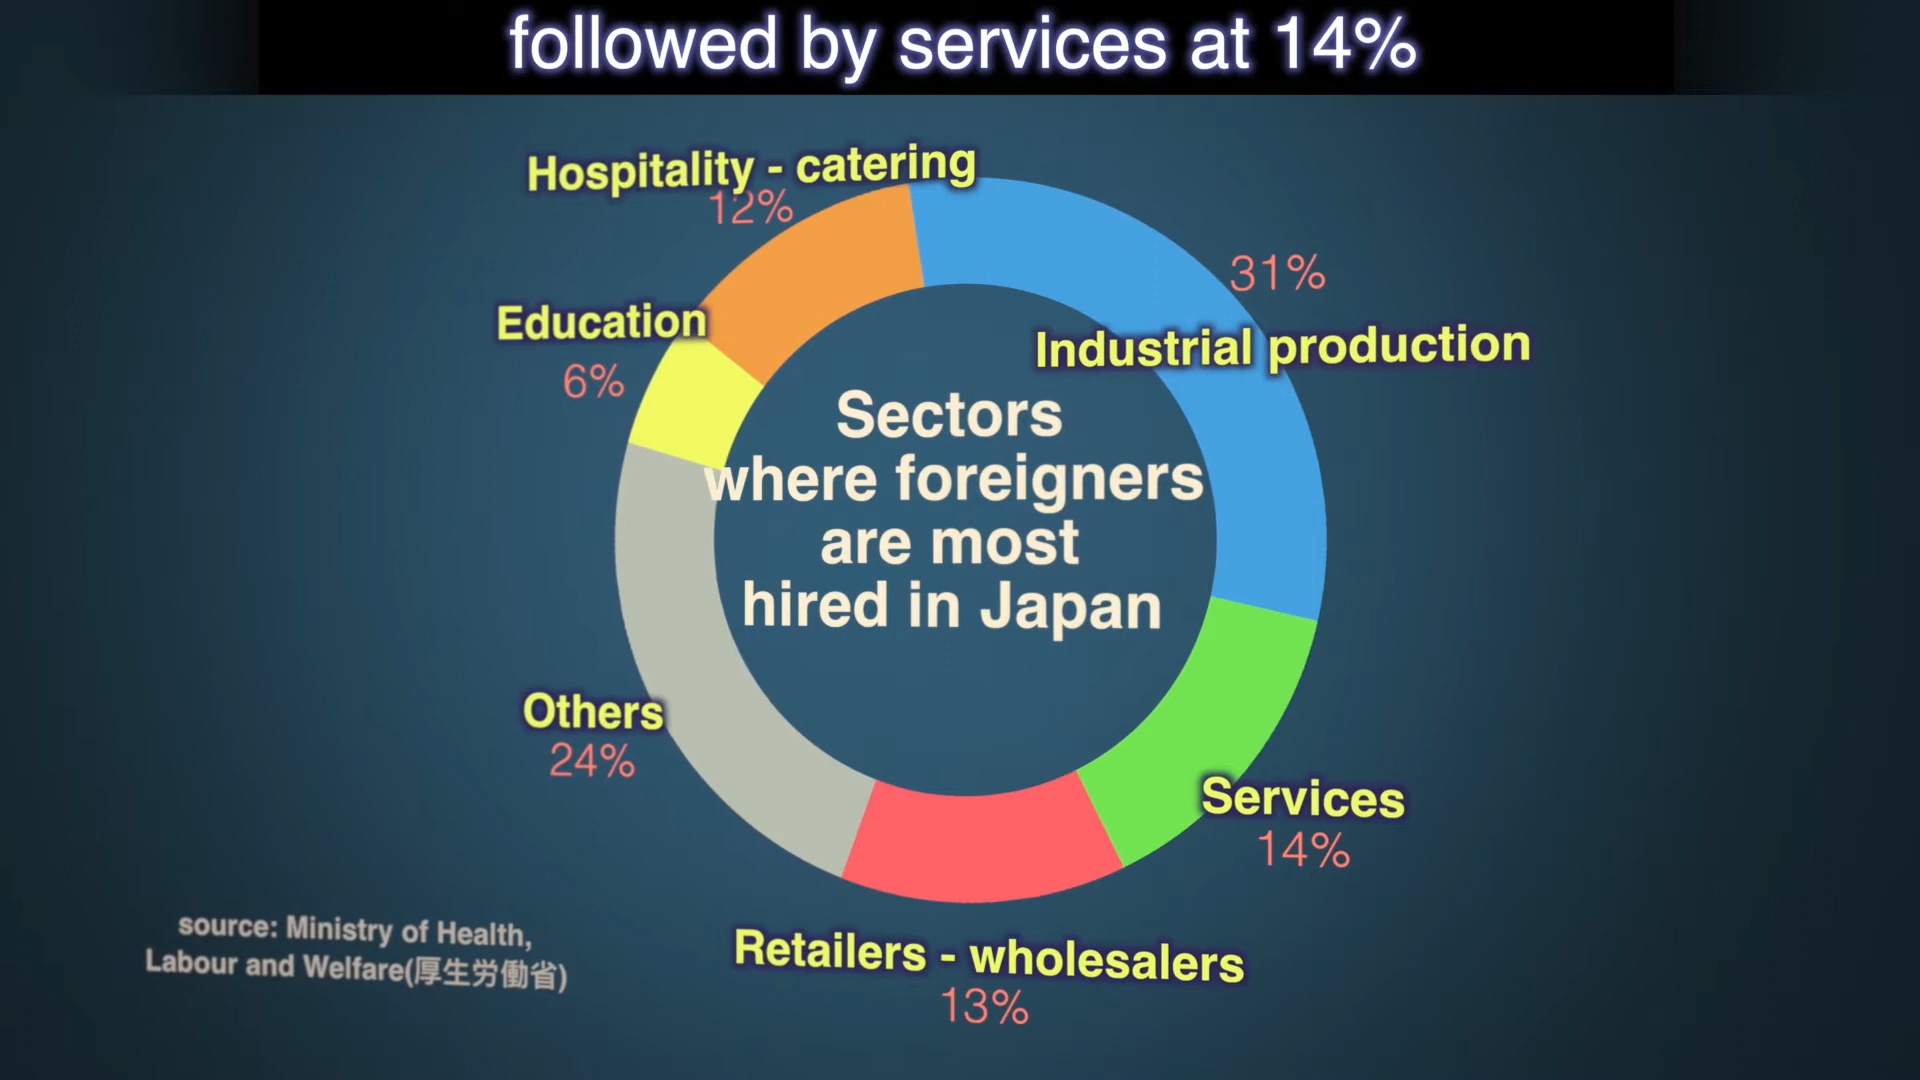 followed by services at 14%
Hospitality - catering
12%
31%
Education
Industrial production
6%
Sectors
where foreigners
are most
hired in Japan
Others
24%
Services
14%
source: Ministry of Health,
Labour and Welfare(厚生労働省)
Retailers - wholesalers
13%